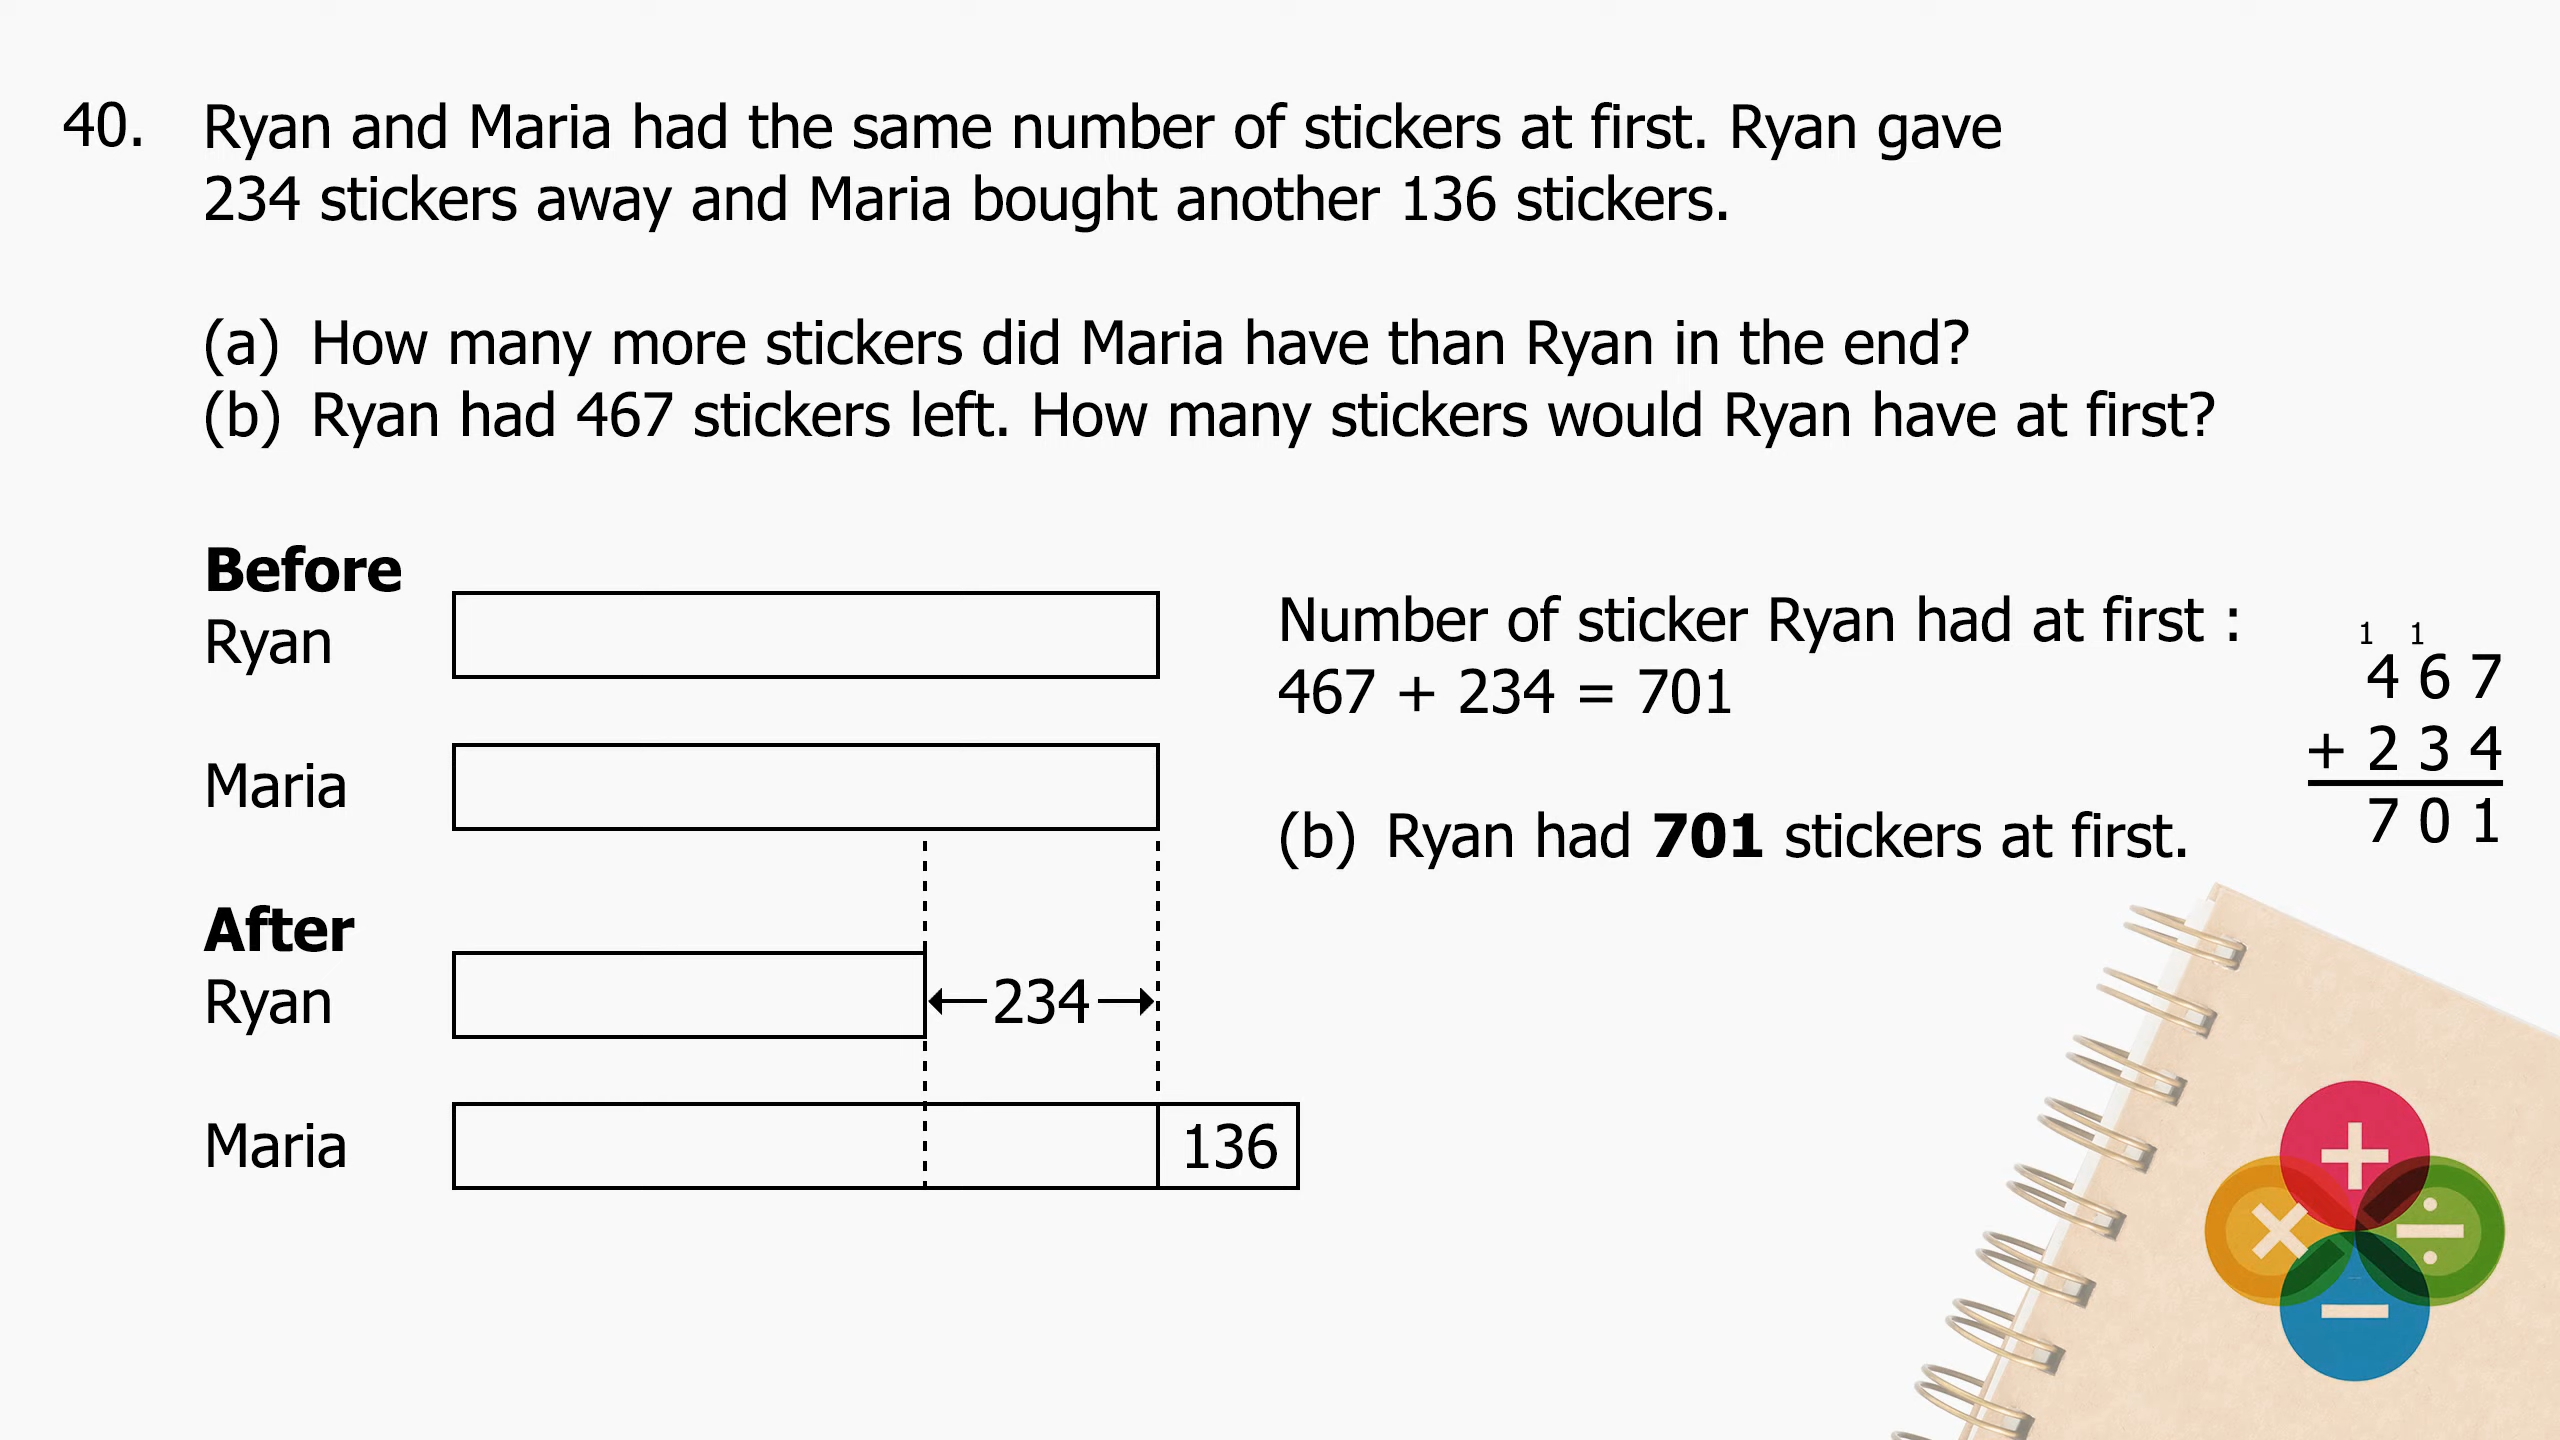 40. Ryan and Maria had the same number of stickers at first. Ryan gave
234 stickers away and Maria bought another 136 stickers.
(a) How many more stickers did Maria have than Ryan in the end?
(b) Ryan had 467 stickers left. How many stickers would Ryan have at first?
Before
Ryan
Maria
After
Ryan
234
Maria
136
Number of sticker Ryan had at first :
467 + 234 = 701
(b) Ryan had 701 stickers at first.
1 1
4 6 7
+ 2 3 4
7 0 1
+
×
÷
−